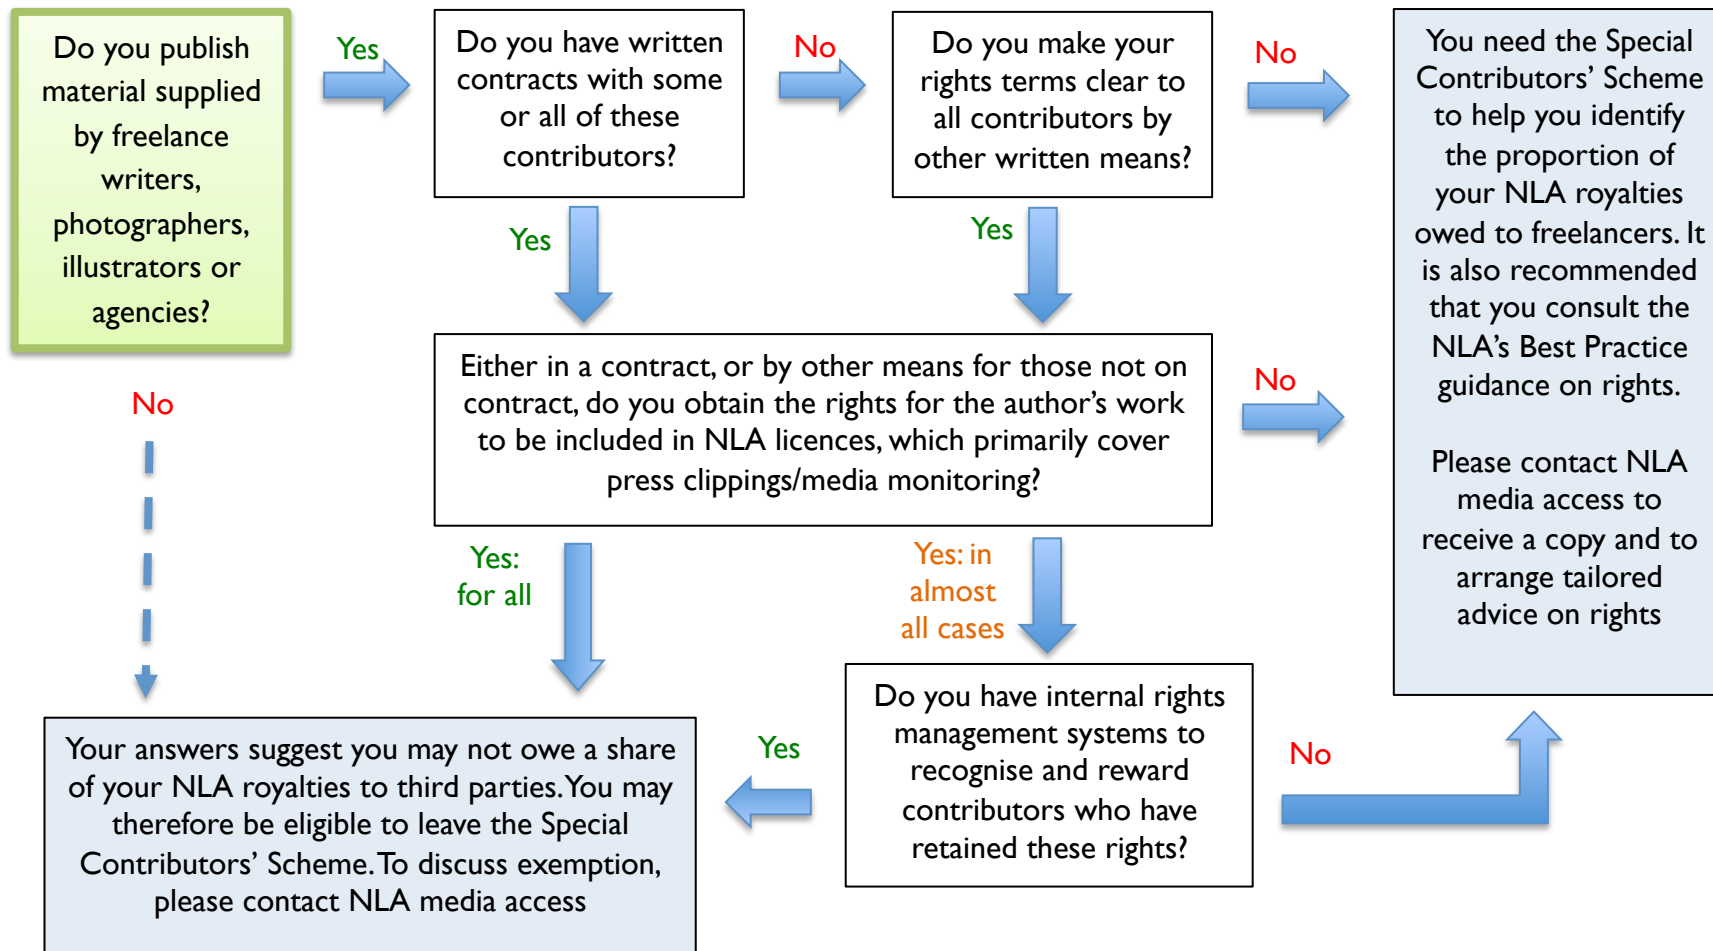 Do you publish
material supplied
by freelance
writers,
photographers,
illustrators or
agencies?
Yes
Do you have written
contracts with some
or all of these
contributors?
No
Do you make your
rights terms clear to
all contributors by
other written means?
No
You need the Special
Contributors’ Scheme
to help you identify
the proportion of
your NLA royalties
owed to freelancers. It
is also recommended
that you consult the
NLA’s Best Practice
guidance on rights.
Please contact NLA
media access to
receive a copy and to
arrange tailored
advice on rights
Yes
Yes
Either in a contract, or by other means for those not on
contract, do you obtain the rights for the author’s work
to be included in NLA licences, which primarily cover
press clippings/media monitoring?
No
No
Yes:
for all
Yes: in
almost
all cases
Do you have internal rights
management systems to
recognise and reward
contributors who have
retained these rights?
Yes
No
Your answers suggest you may not owe a share
of your NLA royalties to third parties. You may
therefore be eligible to leave the Special
Contributors’ Scheme. To discuss exemption,
please contact NLA media access